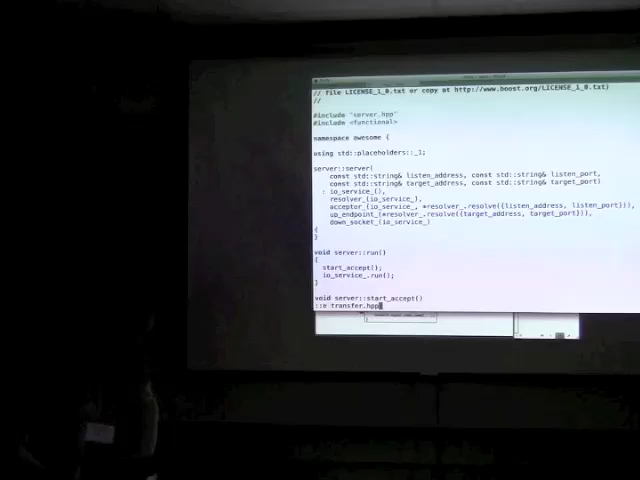 // file LICENSE_1_0.txt or copy at http://www.boost.org/LICENSE_1_0.txt)
//
#include "server.hpp"
#include <functional>
namespace awesome {
using std::placeholders::_1;
server::server(
const std::string& listen_address, const std::string& listen_port,
const std::string& target_address, const std::string& target_port)
: io_service_(),
resolver_(io_service_),
acceptor_(io_service_, *resolver_.resolve({listen_address, listen_port})),
up_endpoint_(*resolver_.resolve({target_address, target_port})),
down_socket_(io_service_)
{
}
void server::run()
{
start_accept();
io_service_.run();
}
void server::start_accept()
::e transfer.hpp